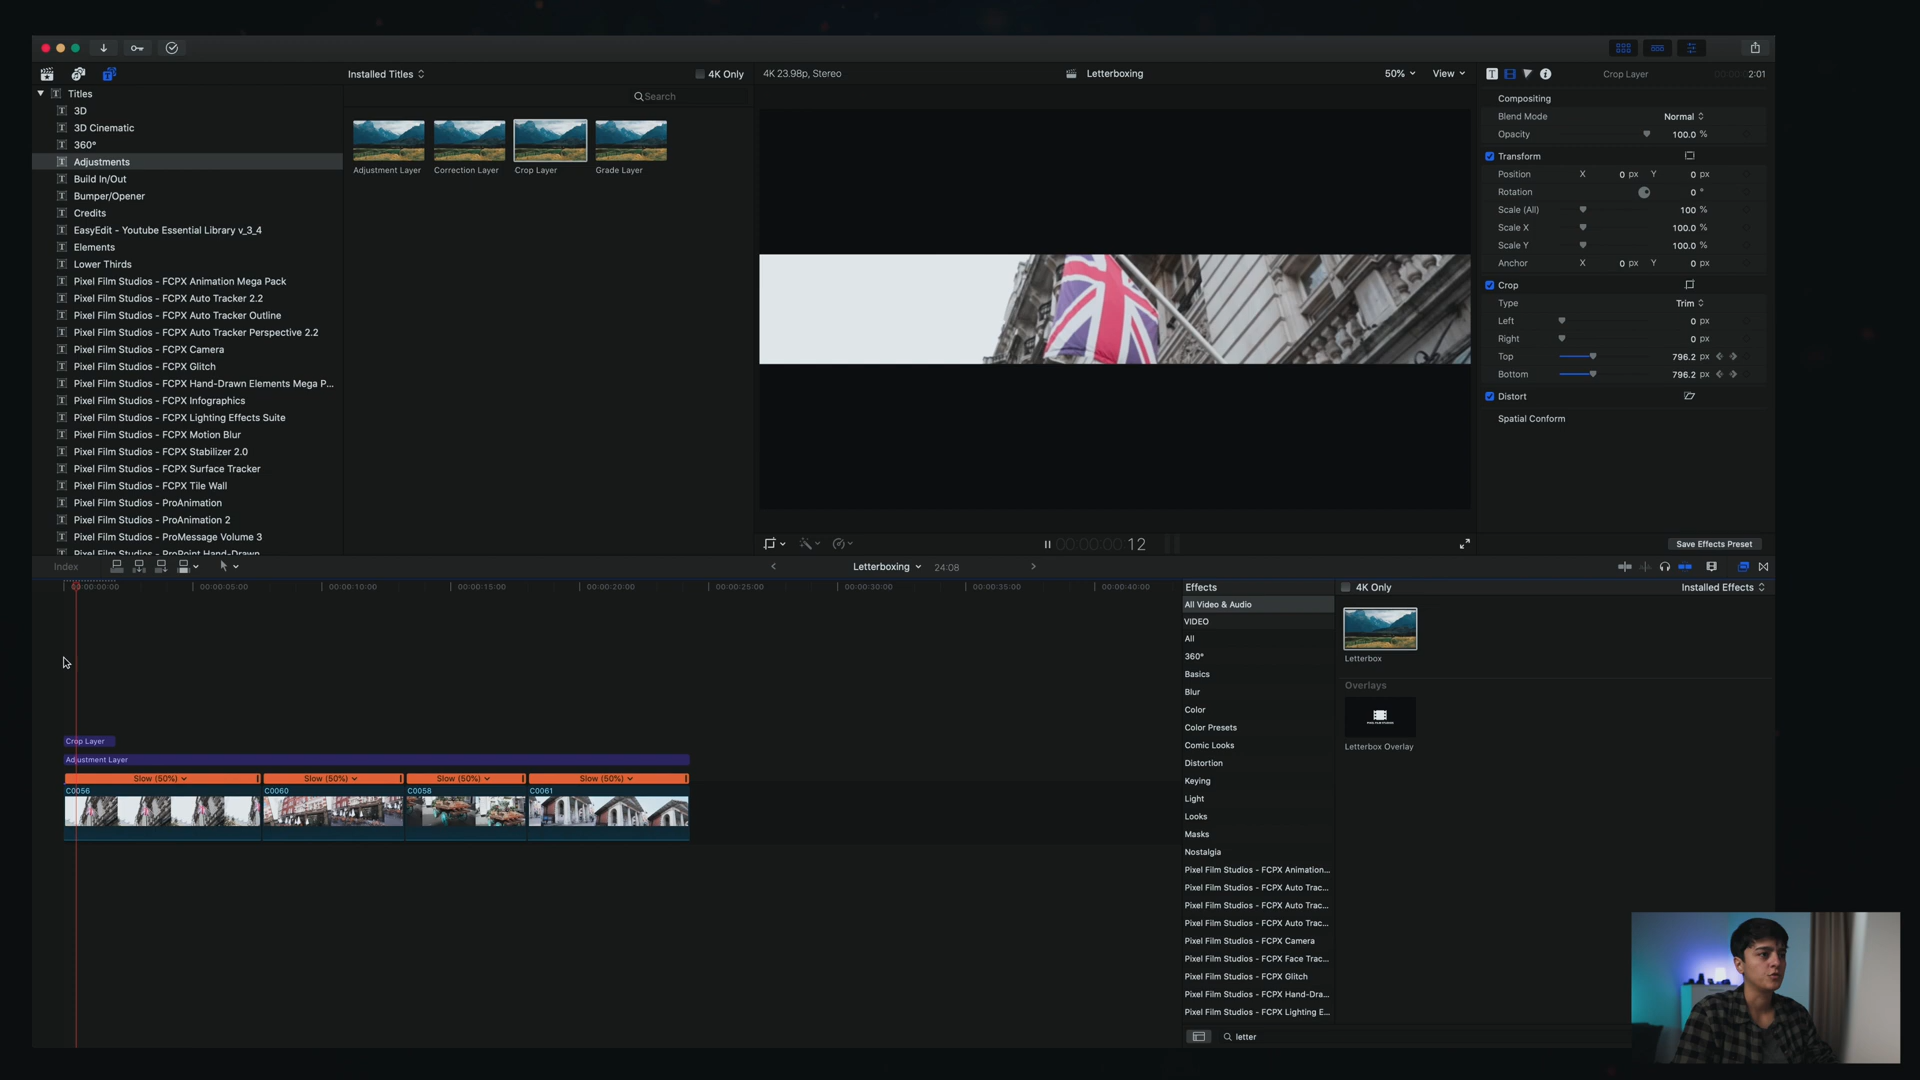 Installed Titles
4K Only
4K 23.98p, Stereo
Letterboxing
50%
View
Crop Layer
2:01
Titles
3D
3D Cinematic
360°
Adjustments
Build In/Out
Bumper/Opener
Credits
EasyEdit - Youtube Essential Library v_3_4
Elements
Lower Thirds
Pixel Film Studios - FCPX Animation Mega Pack
Pixel Film Studios - FCPX Auto Tracker 2.2
Pixel Film Studios - FCPX Auto Tracker Outline
Pixel Film Studios - FCPX Auto Tracker Perspective 2.2
Pixel Film Studios - FCPX Camera
Pixel Film Studios - FCPX Glitch
Pixel Film Studios - FCPX Hand-Drawn Elements Mega P...
Pixel Film Studios - FCPX Infographics
Pixel Film Studios - FCPX Lighting Effects Suite
Pixel Film Studios - FCPX Motion Blur
Pixel Film Studios - FCPX Stabilizer 2.0
Pixel Film Studios - FCPX Surface Tracker
Pixel Film Studios - FCPX Tile Wall
Pixel Film Studios - ProAnimation
Pixel Film Studios - ProAnimation 2
Pixel Film Studios - ProMessage Volume 3
Pixel Film Studios - ProPoint Hand-Drawn
Search
Adjustment Layer
Correction Layer
Crop Layer
Grade Layer
Compositing
Blend Mode Normal
Opacity 100.0 %
Transform
Position X 0 px Y 0 px
Rotation 0 °
Scale (All) 100 %
Scale X 100.0 %
Scale Y 100.0 %
Anchor X 0 px Y 0 px
Crop
Type Trim
Left 0 px
Right 0 px
Top 796.2 px
Bottom 796.2 px
Distort
Spatial Conform
00:00:00:00 12
Save Effects Preset
Index
Letterboxing
24:08
00:00:00:00 00:00:05:00 00:00:10:00 00:00:15:00 00:00:20:00 00:00:25:00 00:00:30:00 00:00:35:00 00:00:40:00
Crop Layer
Adjustment Layer
Slow (50%) Slow (50%) Slow (50%) Slow (50%)
C0056 C0060 C0058 C0061
Effects
4K Only
Installed Effects
All Video & Audio
VIDEO
All
360°
Basics
Blur
Color
Color Presets
Comic Looks
Distortion
Keying
Light
Looks
Masks
Nostalgia
Pixel Film Studios - FCPX Animation...
Pixel Film Studios - FCPX Auto Trac...
Pixel Film Studios - FCPX Auto Trac...
Pixel Film Studios - FCPX Auto Trac...
Pixel Film Studios - FCPX Camera
Pixel Film Studios - FCPX Face Trac...
Pixel Film Studios - FCPX Glitch
Pixel Film Studios - FCPX Hand-Dra...
Pixel Film Studios - FCPX Lighting E...
Letterbox
Overlays
Letterbox Overlay
letter